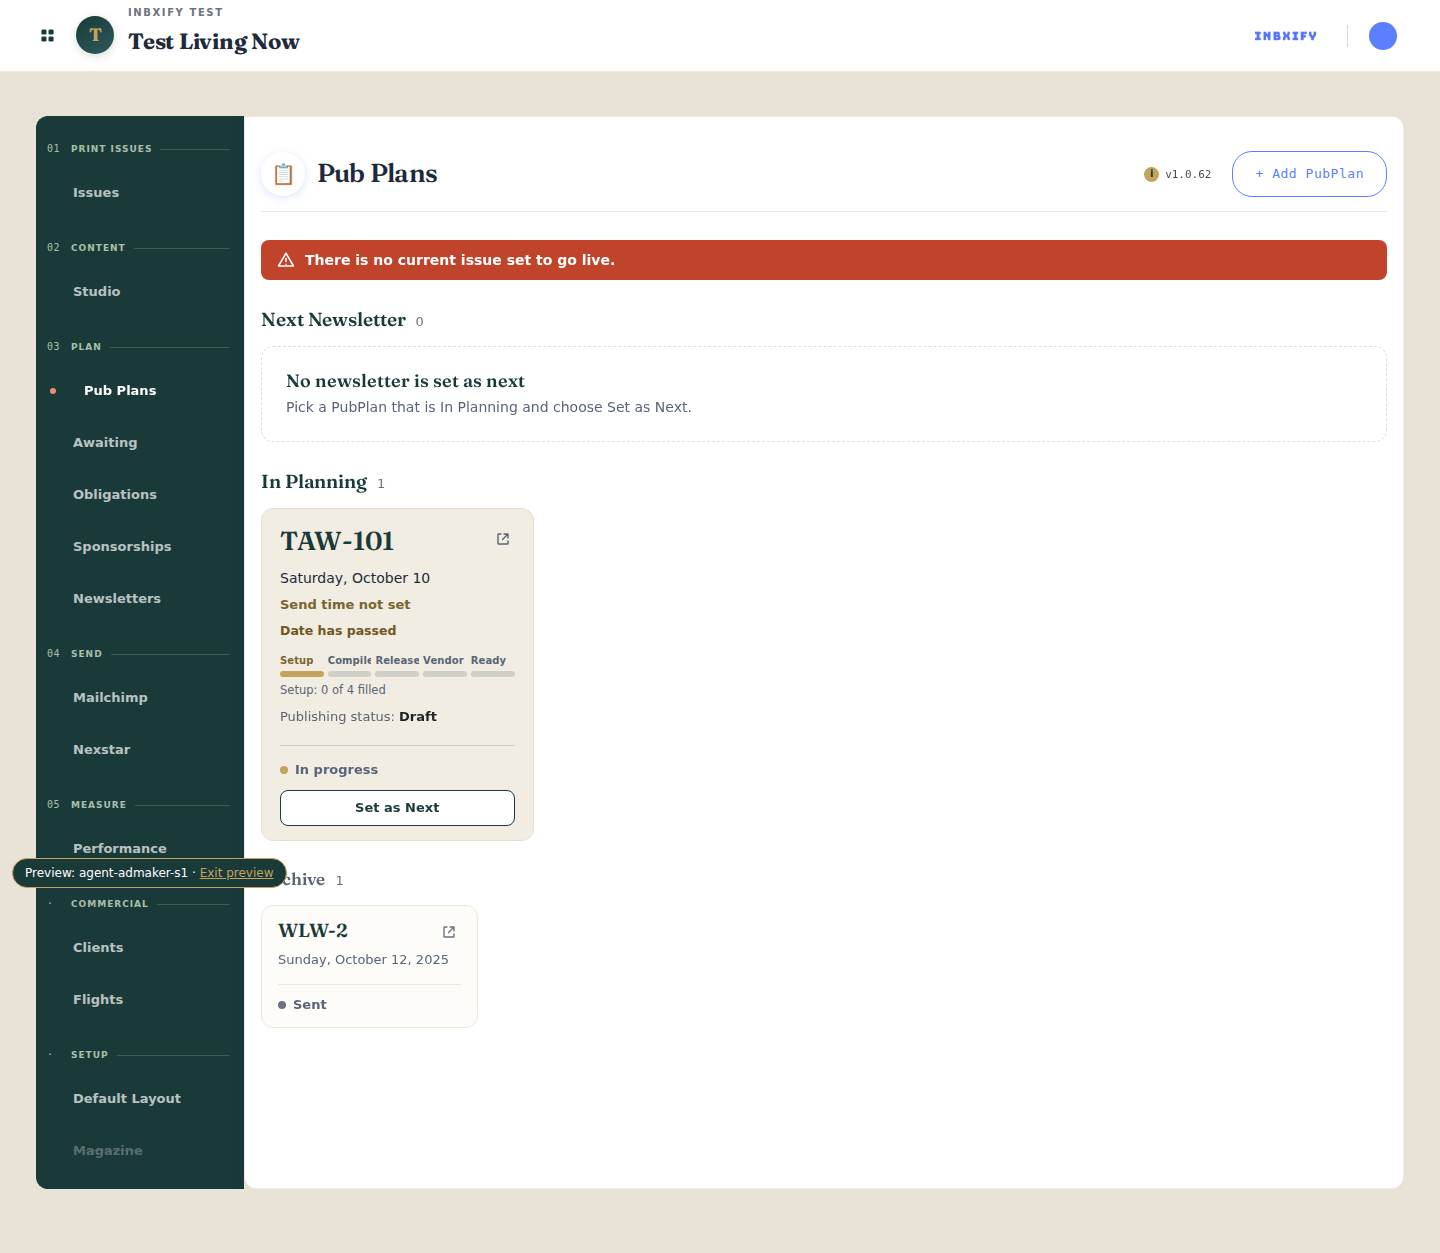 INBXIFY TEST
T
Test Living Now
INBXIFY
01 PRINT ISSUES
Issues
02 CONTENT
Studio
03 PLAN
Pub Plans
Awaiting
Obligations
Sponsorships
Newsletters
04 SEND
Mailchimp
Nexstar
05 MEASURE
Performance
Preview: agent-admaker-s1 · Exit preview
· COMMERCIAL
Clients
Flights
· SETUP
Default Layout
Magazine
Pub Plans
i v1.0.62
+ Add PubPlan
There is no current issue set to go live.
Next Newsletter 0
No newsletter is set as next
Pick a PubPlan that is In Planning and choose Set as Next.
In Planning 1
TAW-101
Saturday, October 10
Send time not set
Date has passed
Setup Compile Release Vendor Ready
Setup: 0 of 4 filled
Publishing status: Draft
In progress
Set as Next
chive 1
WLW-2
Sunday, October 12, 2025
Sent